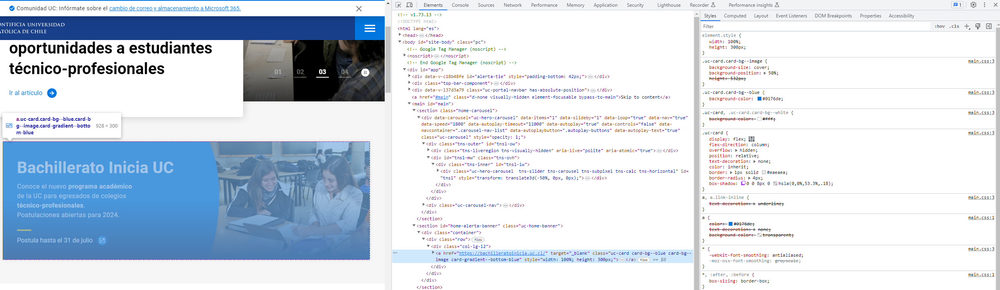 Comunidad UC: Infórmate sobre el cambio de correo y almacenamiento a Microsoft 365.
ONTIFICIA UNIVERSIDAD
ATÓLICA DE CHILE
oportunidades a estudiantes
técnico-profesionales
01 02 03 04
Ir al artículo
a.uc-card.card-bg--blue.card-b
g--image.card-gradient--botto
m-blue
928 × 300
Bachillerato Inicia UC
Conoce el nuevo programa académico
de la UC para egresados de colegios
técnico-profesionales.
Postulaciones abiertas para 2024.
Postula hasta el 31 de julio
Elements Console Sources Network Performance Memory Application Security Lighthouse Recorder Performance insights 1
<!-- v1.73.13 -->
<!DOCTYPE html>
<html lang="es">
<head>…</head>
<body id="site-body" class="pc">
<!-- Google Tag Manager (noscript) -->
<noscript>…</noscript>
<!-- End Google Tag Manager (noscript) -->
<div id="app">
<div data-v-c18b48fe id="alerta-tie" style="padding-bottom: 42px;">…</div>
<div class="top-bar-component">…</div>
<div data-v-137d3a79 class="uc-portal-navbar has-absolute-position">…</div>
<a href="#main" class="d-none visually-hidden element-focusable bypass-to-main">Skip to content</a>
<main id="main">
<section class="home-carousel">
<div data-carousel="uc-hero-carousel" data-items="1" data-slideby="1" data-loop="true" data-nav="true"
data-speed="1800" data-autoplay-timeout="11000" data-autoplay="true" data-controls="false" data-
navcontainer=".carousel-nav-list" data-autoplaybutton=".autoplay-buttons" data-autoplay-text="true"
class="uc-carousel" style="opacity: 1;">
<div class="tns-outer" id="tns1-ow">
<div class="tns-liveregion tns-visually-hidden" aria-live="polite" aria-atomic="true">…</div>
<div id="tns1-mw" class="tns-ovh">
<div class="tns-inner" id="tns1-iw">
<div class="uc-hero-carousel  tns-slider tns-carousel tns-subpixel tns-calc tns-horizontal" id=
"tns1" style="transform: translate3d(-50%, 0px, 0px);">…</div>
</div>
</div>
</div>
<div class="uc-carousel-nav">…</div>
</div>
</section>
<section id="home-alerta-banner" class="uc-home-banner">
<div class="container">
<div class="row"> flex
<div class="col-lg-12">
… <a href="https://bachilleratoinicia.uc.cl/" target="_blank" class="uc-card card-bg--blue card-bg--
image card-gradient--bottom-blue" style="width: 100%; height: 300px;">…</a> flex == $0
</div>
</div>
</div>
</section>
Styles Computed Layout Event Listeners DOM Breakpoints Properties Accessibility
Filter :hov .cls
element.style {
width: 100%;
height: 300px;
}
.uc-card.card-bg--image { main.css:3
background-size: cover;
background-position: 50%;
height: 532px;
}
.uc-card.card-bg--blue { main.css:3
background-color: #0176de;
}
.uc-card, .uc-card.card-bg--white { main.css:3
background-color: #fff;
}
.uc-card { main.css:3
display: flex;
flex-direction: column;
overflow: hidden;
position: relative;
text-decoration: none;
color: inherit;
border: 1px solid #eaeaea;
border-radius: 4px;
box-shadow: 0 0 8px 0 hsla(0,0%,53.3%,.18);
}
a, a.link-inline { main.css:3
text-decoration: underline;
}
a { main.css:1
color: #0176de;
text-decoration: none;
background-color: transparent;
}
* { main.css:3
-webkit-font-smoothing: antialiased;
-moz-osx-font-smoothing: grayscale;
}
*, :after, :before { main.css:1
box-sizing: border-box;
}